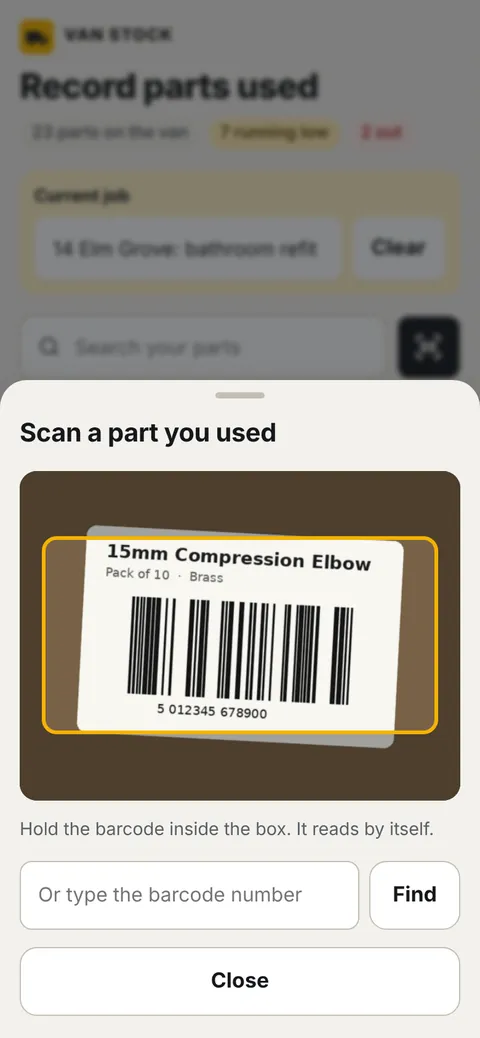 VAN STOCK
Record parts used
23 parts on the van
7 running low
2 out
Current job
14 Elm Grove: bathroom refit
Clear
Search your parts
Scan a part you used
15mm Compression Elbow
Pack of 10 · Brass
5 012345 678900
Hold the barcode inside the box. It reads by itself.
Or type the barcode number
Find
Close